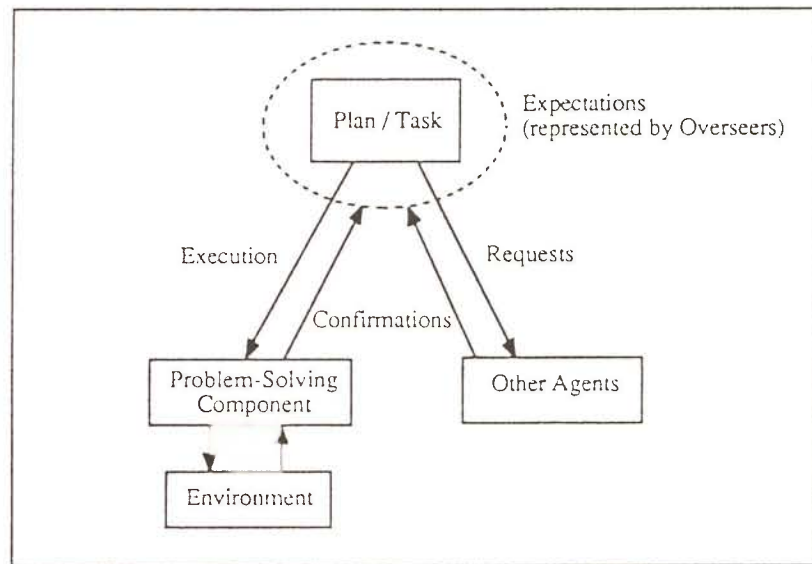 Plan / Task
Expectations
(represented by Overseers)
Execution
Requests
Confirmations
Problem-Solving
Component
Other Agents
Environment